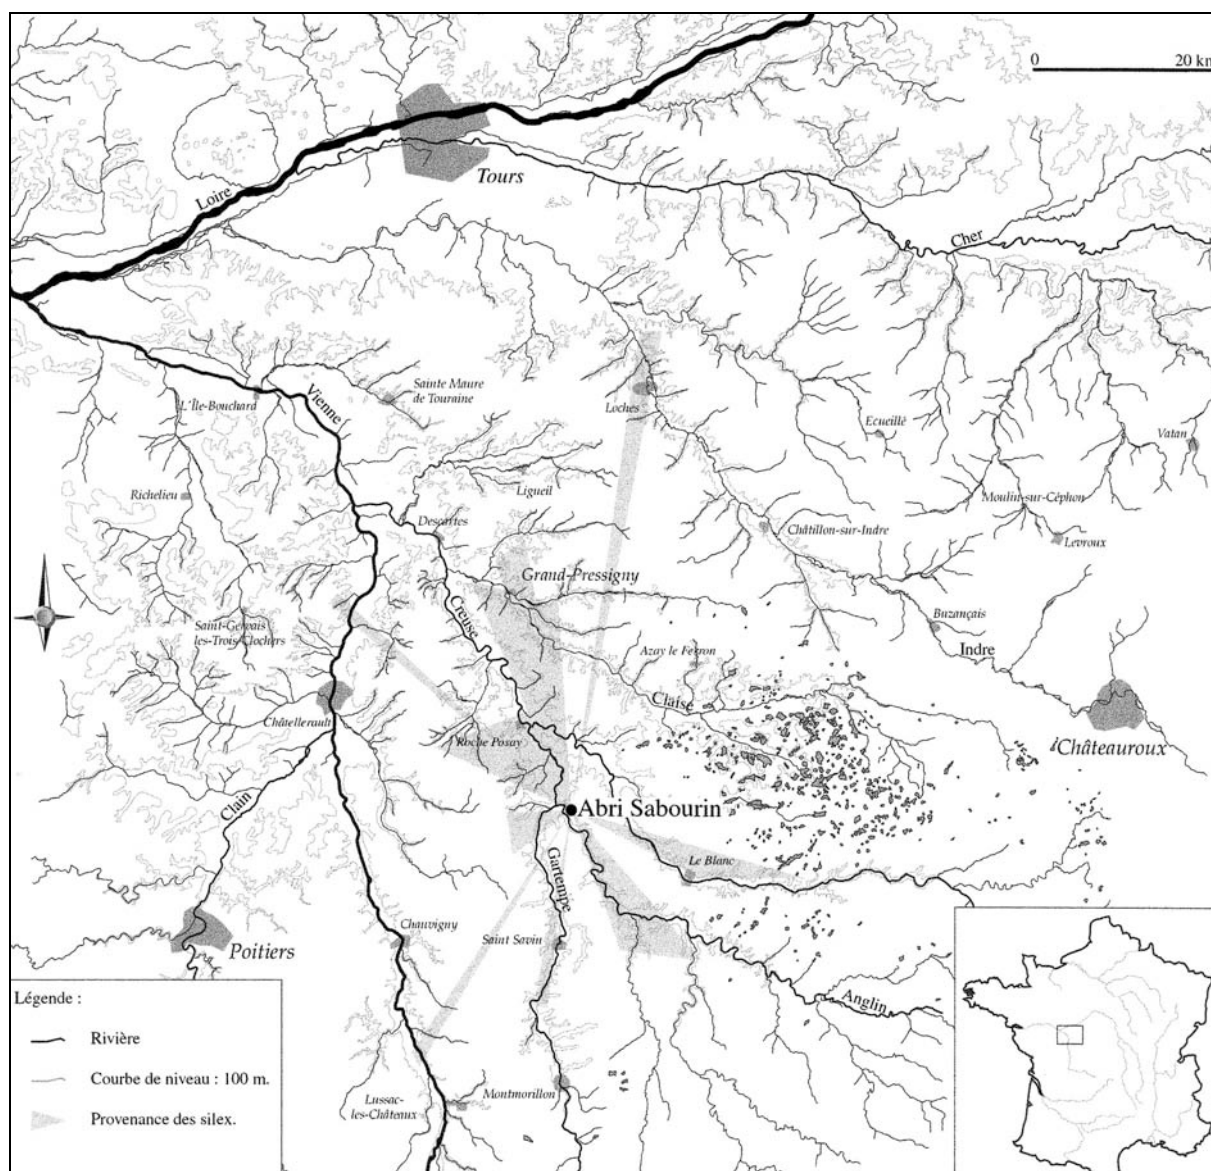 0 20 km
Tours
Loire
Cher
Vienne
L'Île-Bouchard
Sainte Maure
de Touraine
Loches
Ecueillé
Vatan
Richelieu
Ligueil
Moulin-sur-Céphon
Descartes
Châtillon-sur-Indre
Levroux
Grand-Pressigny
Creuse
Saint-Gervais
les-Trois-Clochers
Buzançais
Azay le Ferron
Indre
Claise
Châtellerault
Roche Posay
Châteauroux
Clain
Abri Sabourin
Le Blanc
Gartempe
Chauvigny
Saint Savin
Poitiers
Anglin
Légende :
Rivière
Courbe de niveau : 100 m.
Provenance des silex.
Lussac-
les-Châteaux
Montmorillon